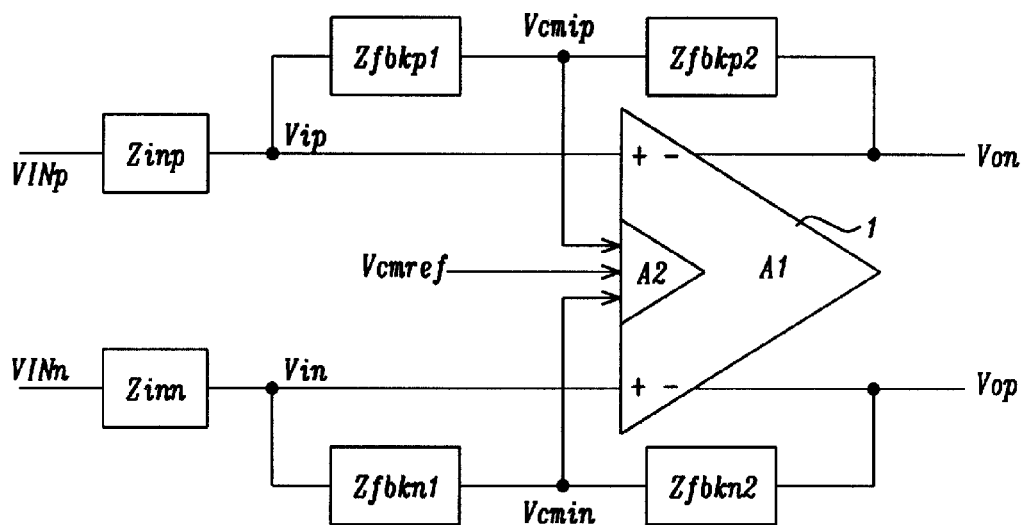 Vcmip
Zfbkp1
Zfbkp2
Zinp
Vip
VINp
+ -
Von
1
Vcmref
A2
A1
VINn
Zinn
Vin
+ -
Vop
Zfbkn1
Zfbkn2
Vcmin